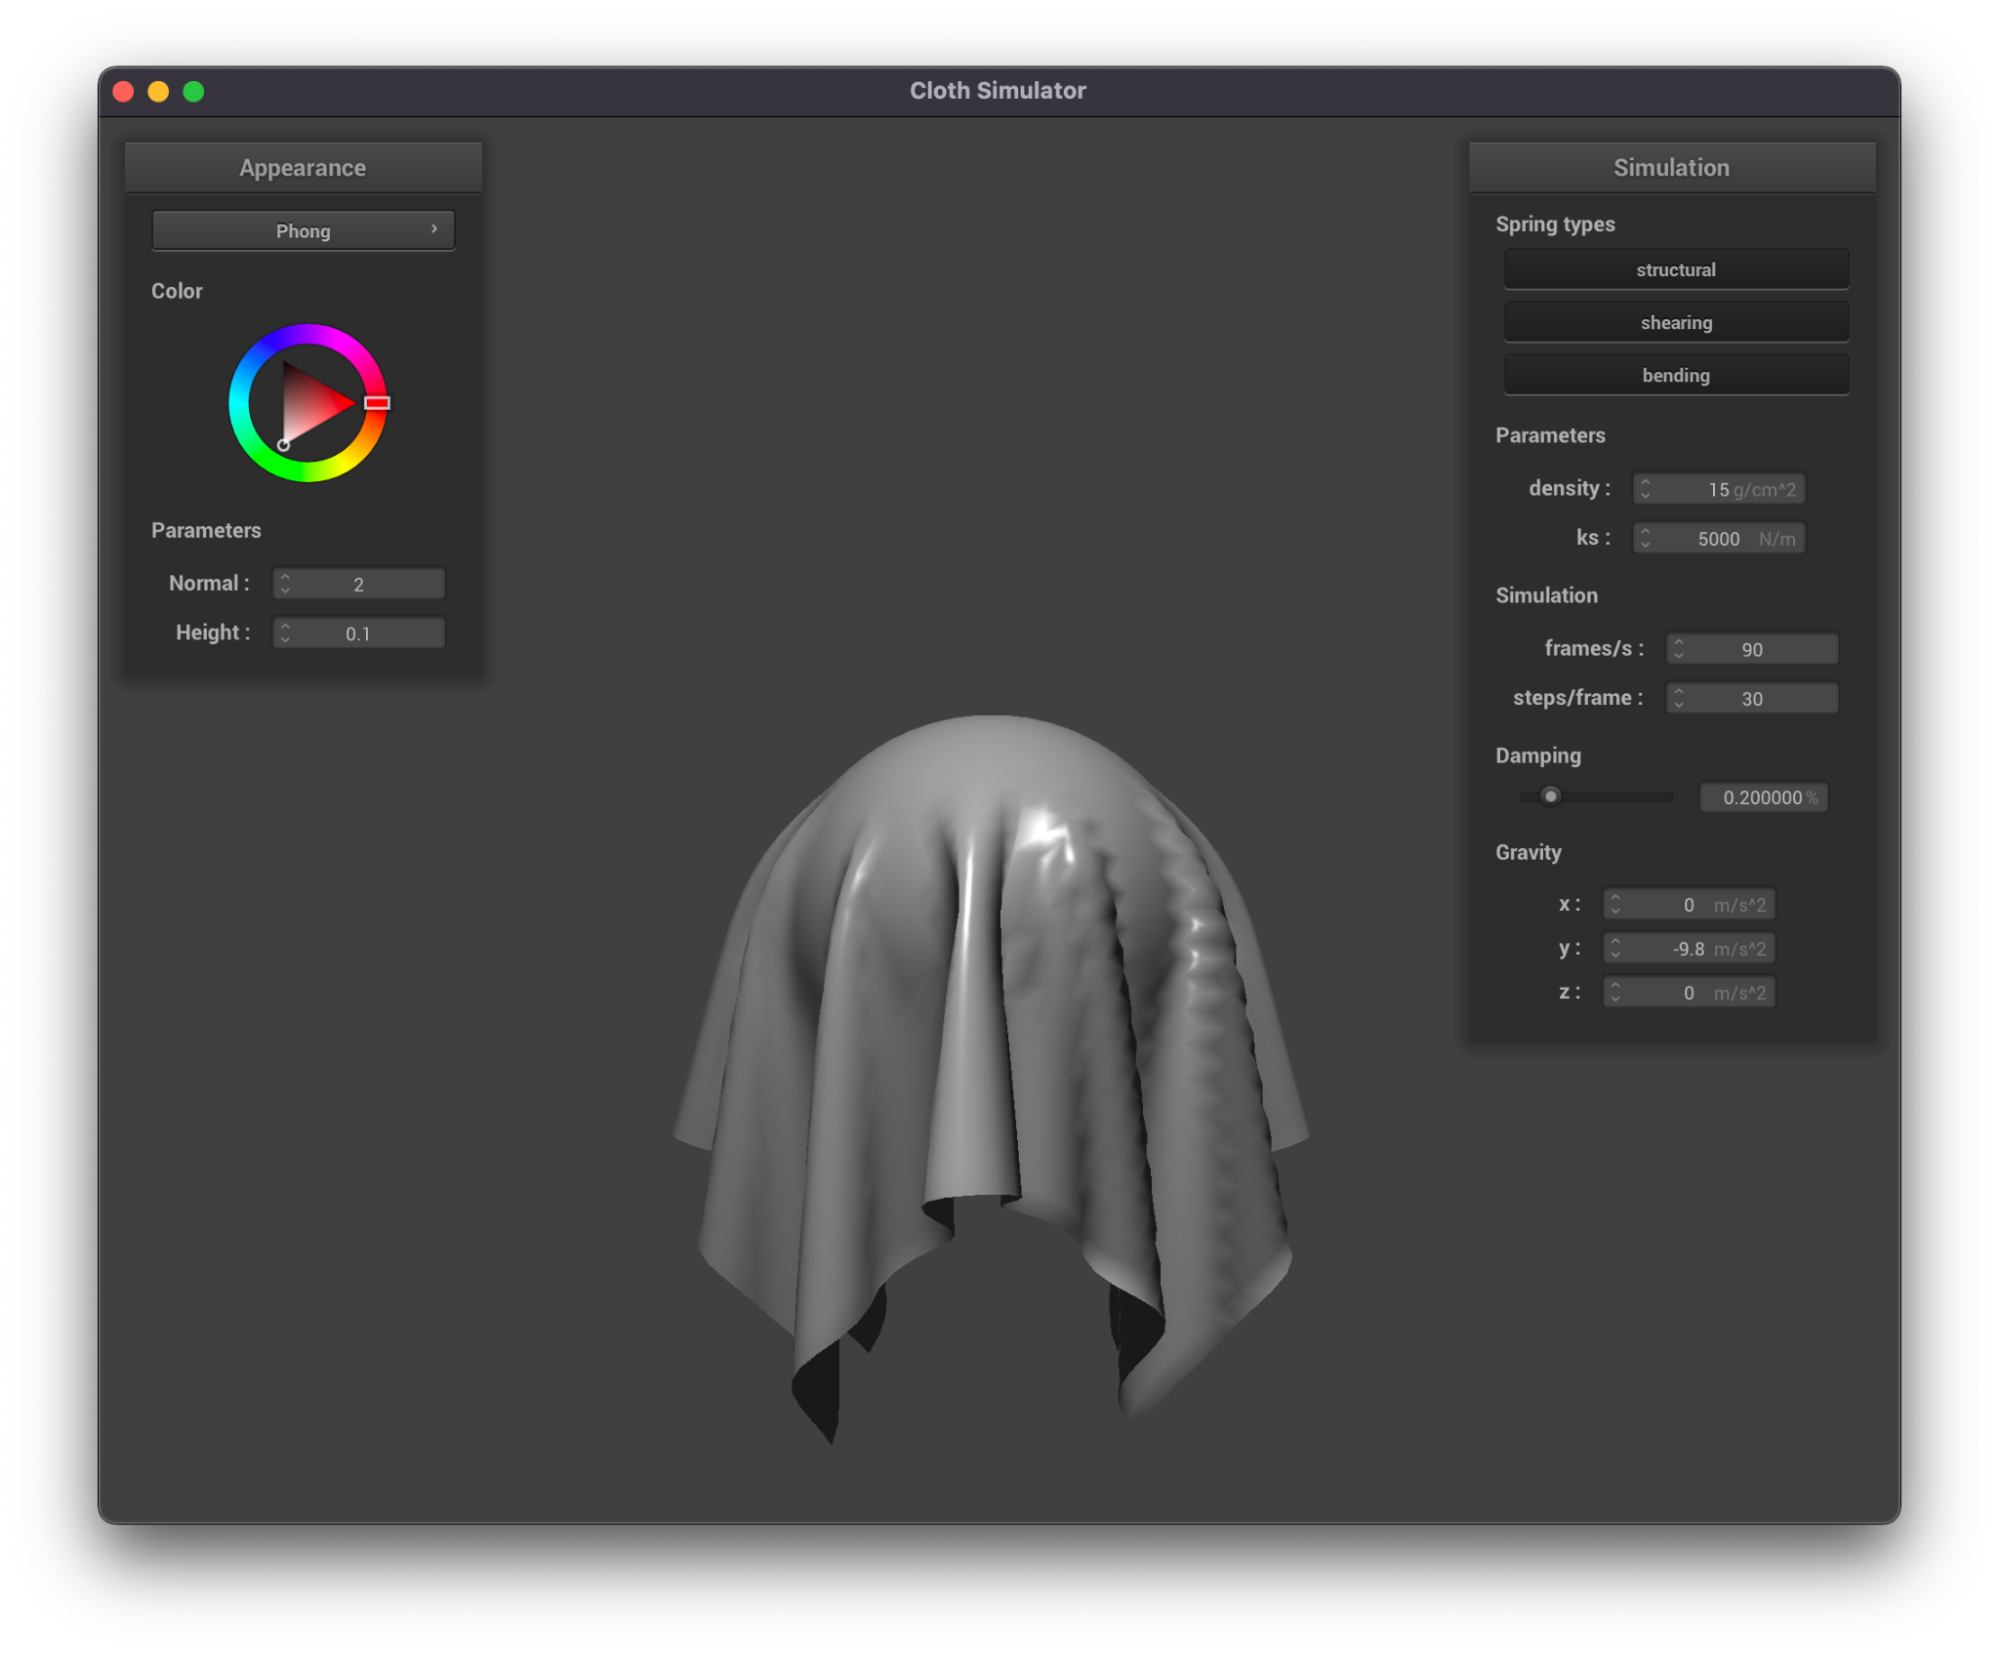 Cloth Simulator
Appearance
Phong
Color
Parameters
Normal : 2
Height : 0.1
Simulation
Spring types
structural
shearing
bending
Parameters
density : 15 g/cm^2
ks : 5000 N/m
Simulation
frames/s : 90
steps/frame : 30
Damping
0.200000 %
Gravity
x : 0 m/s^2
y : -9.8 m/s^2
z : 0 m/s^2